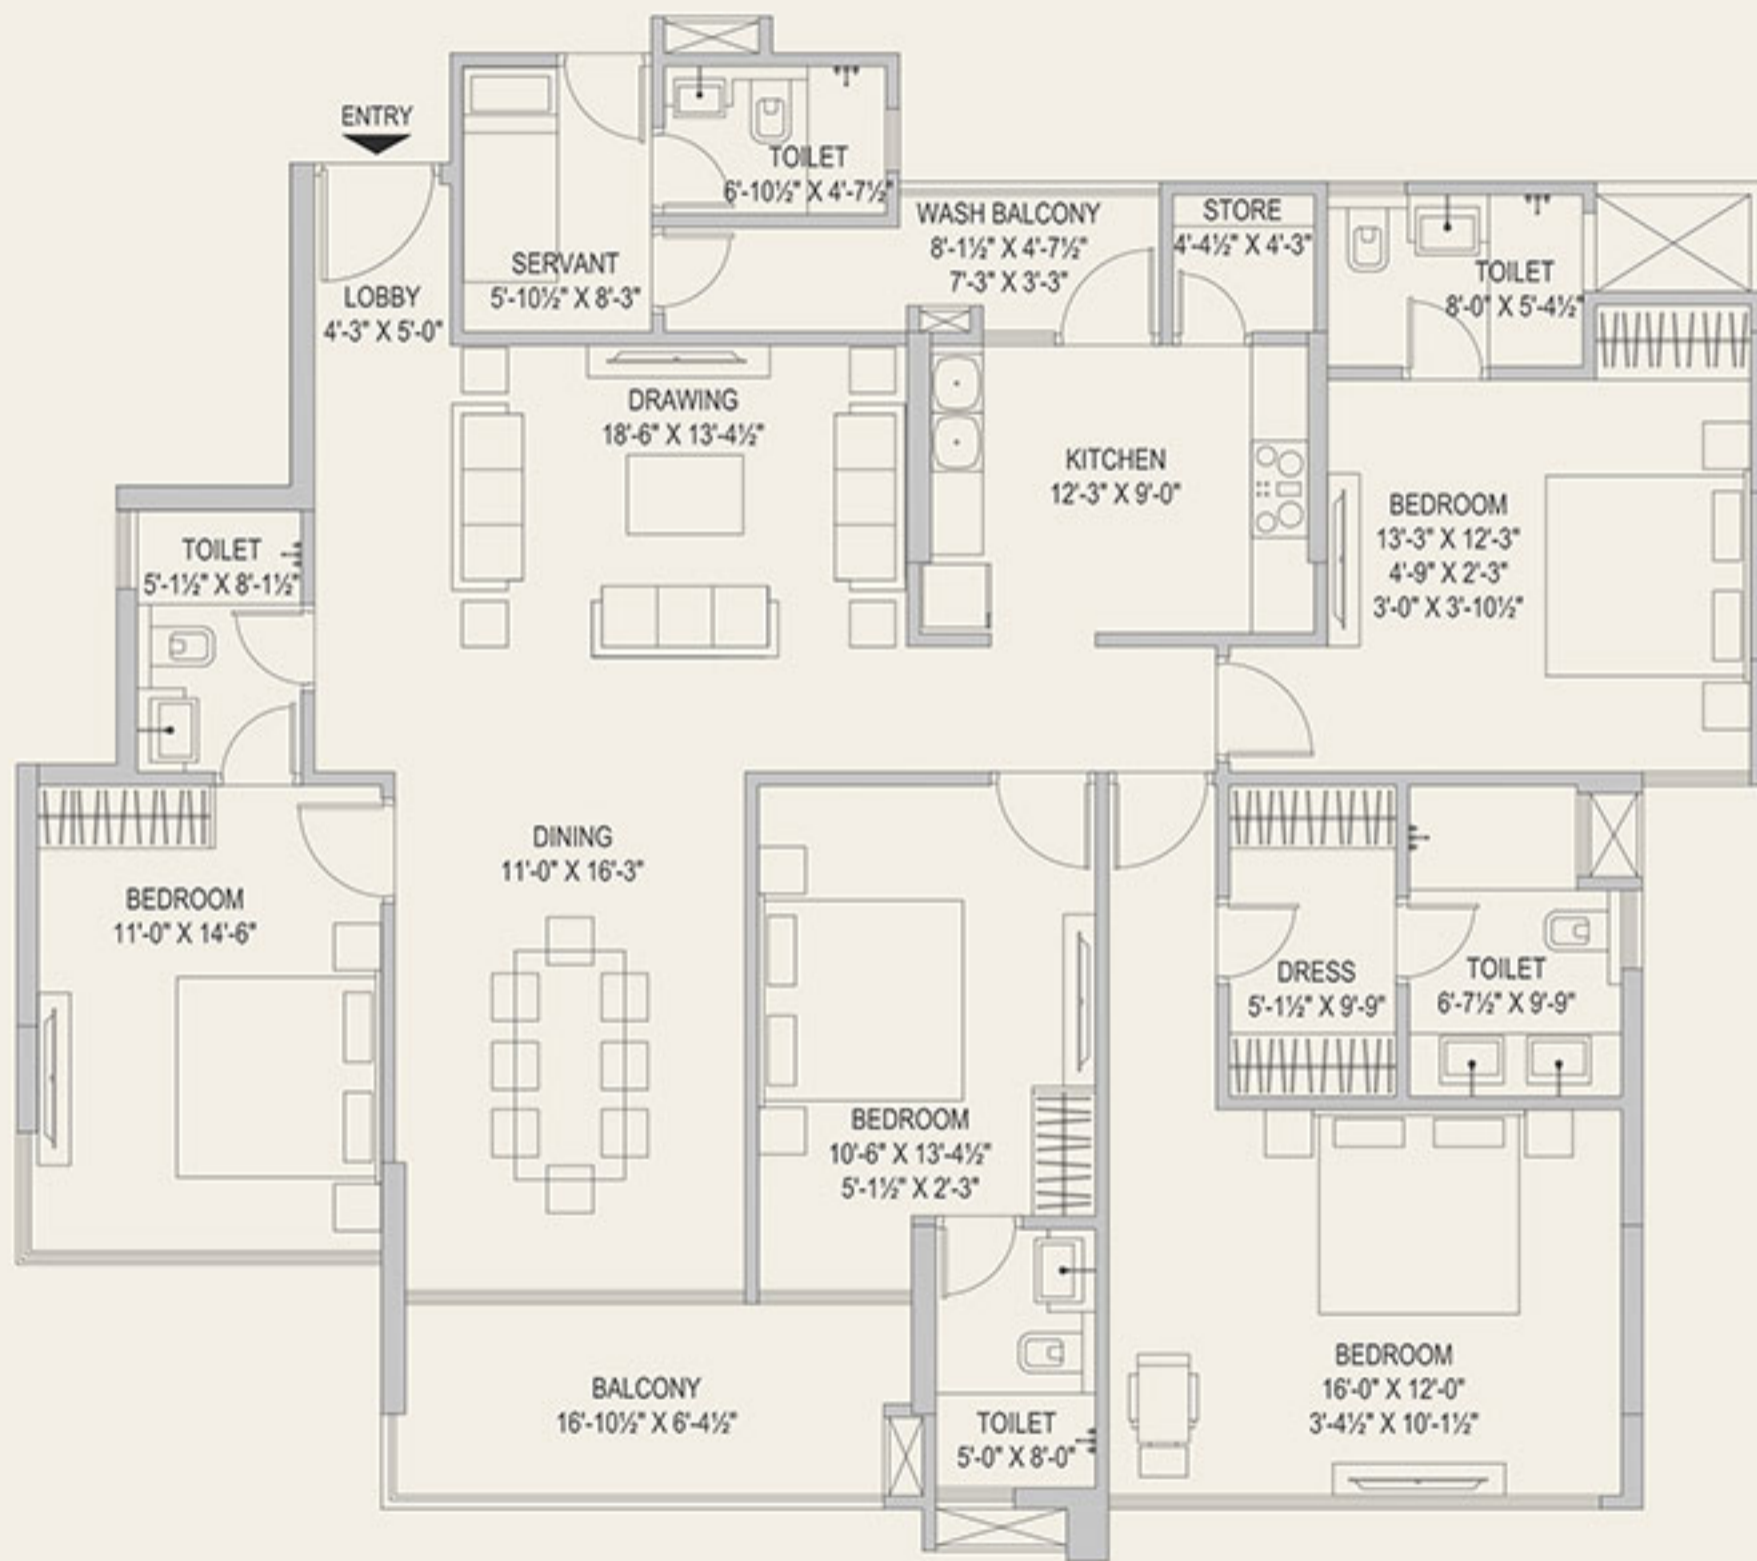 ENTRY
TOILET
6'-10½" X 4'-7½"
WASH BALCONY
8'-1½" X 4'-7½"
7'-3" X 3'-3"
STORE
4'-4½" X 4'-3"
SERVANT
5'-10½" X 8'-3"
TOILET
8'-0" X 5'-4½"
LOBBY
4'-3" X 5'-0"
DRAWING
18'-6" X 13'-4½"
KITCHEN
12'-3" X 9'-0"
BEDROOM
13'-3" X 12'-3"
4'-9" X 2'-3"
3'-0" X 3'-10½"
TOILET
5'-1½" X 8'-1½"
DINING
11'-0" X 16'-3"
BEDROOM
11'-0" X 14'-6"
DRESS
5'-1½" X 9'-9"
TOILET
6'-7½" X 9'-9"
BEDROOM
10'-6" X 13'-4½"
5'-1½" X 2'-3"
BEDROOM
16'-0" X 12'-0"
3'-4½" X 10'-1½"
BALCONY
16'-10½" X 6'-4½"
TOILET
5'-0" X 8'-0"